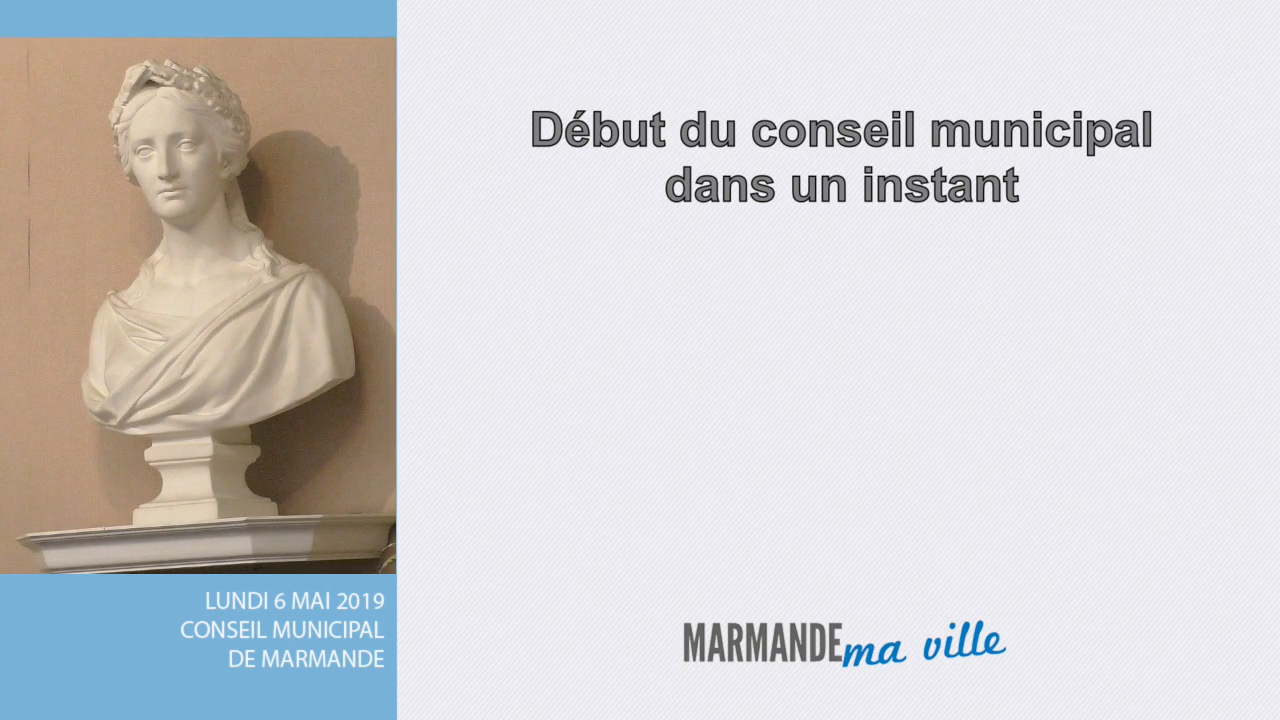 Début du conseil municipal
dans un instant
LUNDI 6 MAI 2019
CONSEIL MUNICIPAL
DE MARMANDE
MARMANDE ma ville